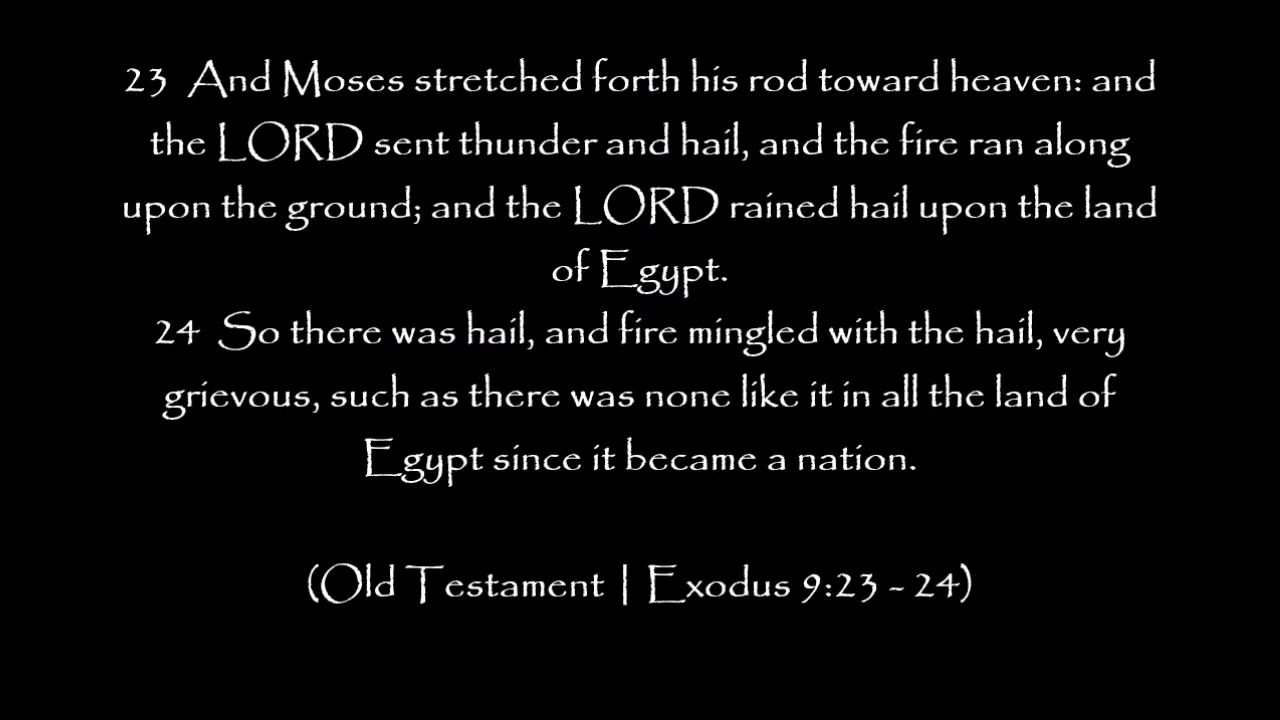 23 And Moses stretched forth his rod toward heaven: and
the LORD sent thunder and hail, and the fire ran along
upon the ground; and the LORD rained hail upon the land
of Egypt.
24 So there was hail, and fire mingled with the hail, very
grievous, such as there was none like it in all the land of
Egypt since it became a nation.
(Old Testament | Exodus 9:23 - 24)